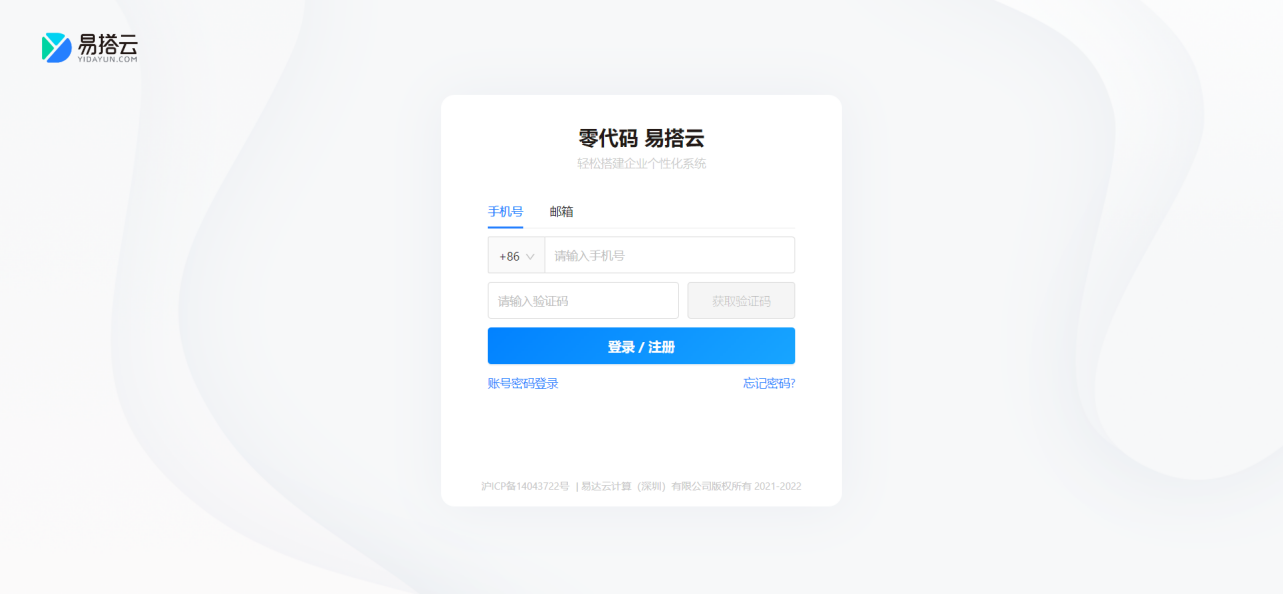 易搭云
YIDAYUN.COM
零代码 易搭云
轻松搭建企业个性化系统
手机号 邮箱
+86 请输入手机号
请输入验证码 获取验证码
登录 / 注册
账号密码登录 忘记密码?
沪ICP备14043722号 | 易达云计算（深圳）有限公司版权所有 2021-2022